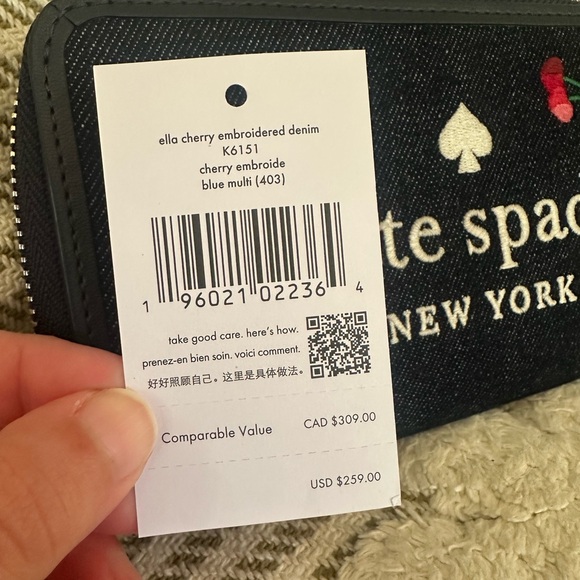 ella cherry embroidered denim
K6151
cherry embroide
blue multi (403)
1 96021 02236 4
take good care. here's how.
prenez-en bien soin. voici comment.
好好照顾自己。这里是具体做法。
Comparable Value CAD $309.00
USD $259.00
te spac
NEW YORK